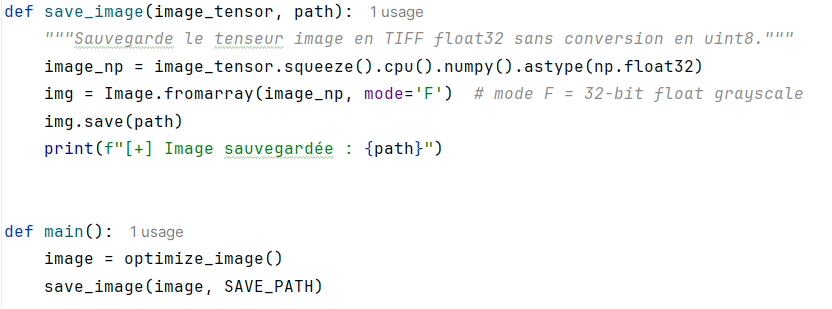 def save_image(image_tensor, path): 1 usage
"""Sauvegarde le tenseur image en TIFF float32 sans conversion en uint8."""
image_np = image_tensor.squeeze().cpu().numpy().astype(np.float32)
img = Image.fromarray(image_np, mode='F')  # mode F = 32-bit float grayscale
img.save(path)
print(f"[+] Image sauvegardée : {path}")
def main(): 1 usage
image = optimize_image()
save_image(image, SAVE_PATH)